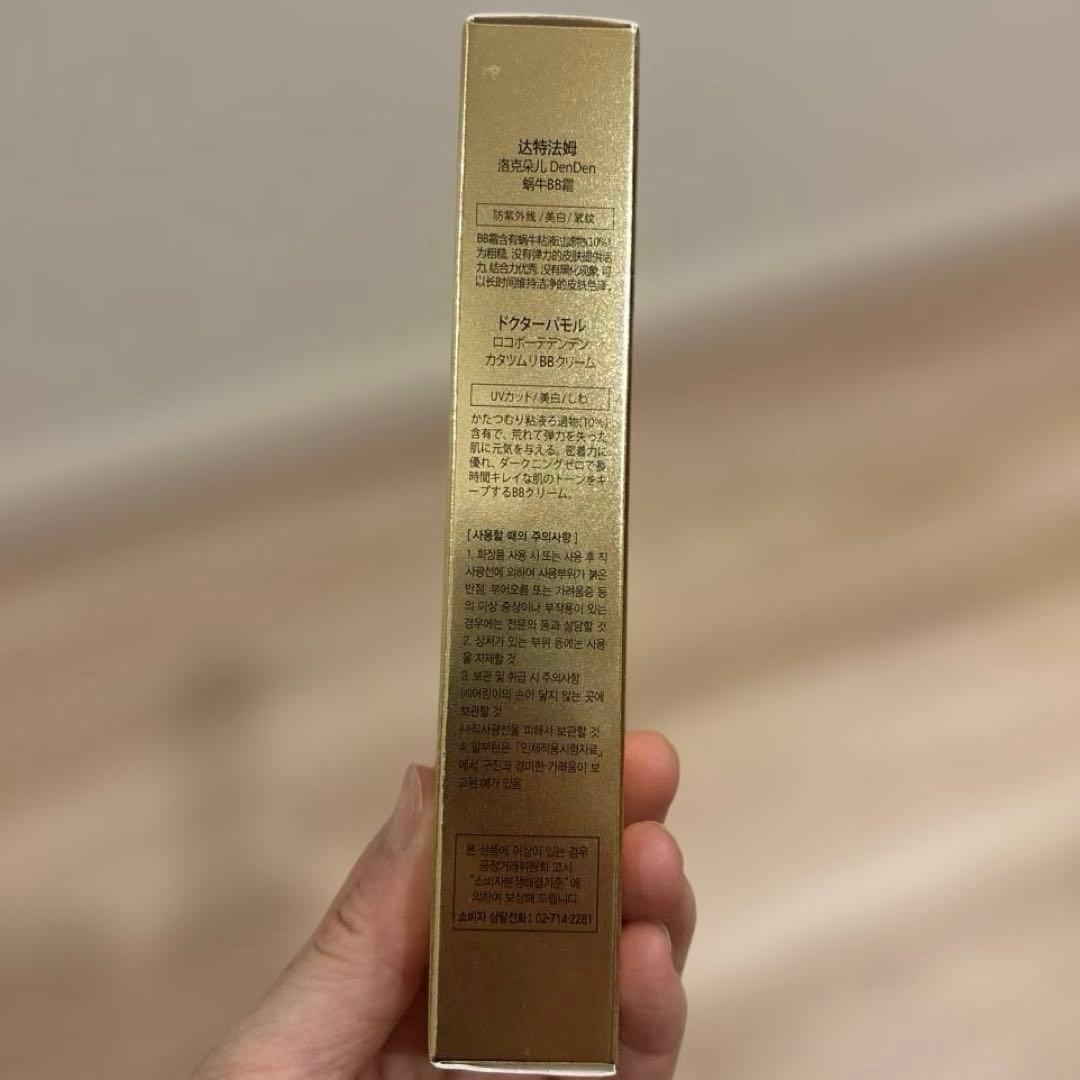 达特法姆
洛克朵儿 DenDen
蜗牛BB霜
防紫外线/美白/皱纹
BB霜含有蜗牛粘液过滤物(10%),
为粗糙, 没有弹力的皮肤提供活
力, 结合力优秀, 没有黑化现象, 可
以长时间维持洁净的皮肤色泽。
ドクターパモル
ロコボーテデンデン
カタツムリBBクリーム
UVカット/美白/しわ
かたつむり粘液ろ過物(10%)
含有で、荒れて弾力を失った
肌に元気を与える。密着力に
優れ、ダークニングゼロで長
時間キレイな肌のトーンをキ
ープするBBクリーム。
[사용할 때의 주의사항]
1. 화장품 사용 시 또는 사용 후 직
사광선에 의하여 사용부위가 붉은
반점, 부어오름 또는 가려움증 등
의 이상 증상이나 부작용이 있는
경우에는 전문의 등과 상담할 것
2. 상처가 있는 부위 등에는 사용
을 자제할 것
3. 보관 및 취급 시 주의사항
(가)어린이의 손이 닿지 않는 곳에
보관할 것
(나)직사광선을 피해서 보관할 것
4. 알부틴은「인체적용시험자료」
에서 구진과 경미한 가려움이 보
고된 예가 있음
본 상품에 이상이 있는 경우
공정거래위원회 고시
"소비자분쟁해결기준"에
의하여 보상해 드립니다.
소비자 상담전화: 02-714-2281